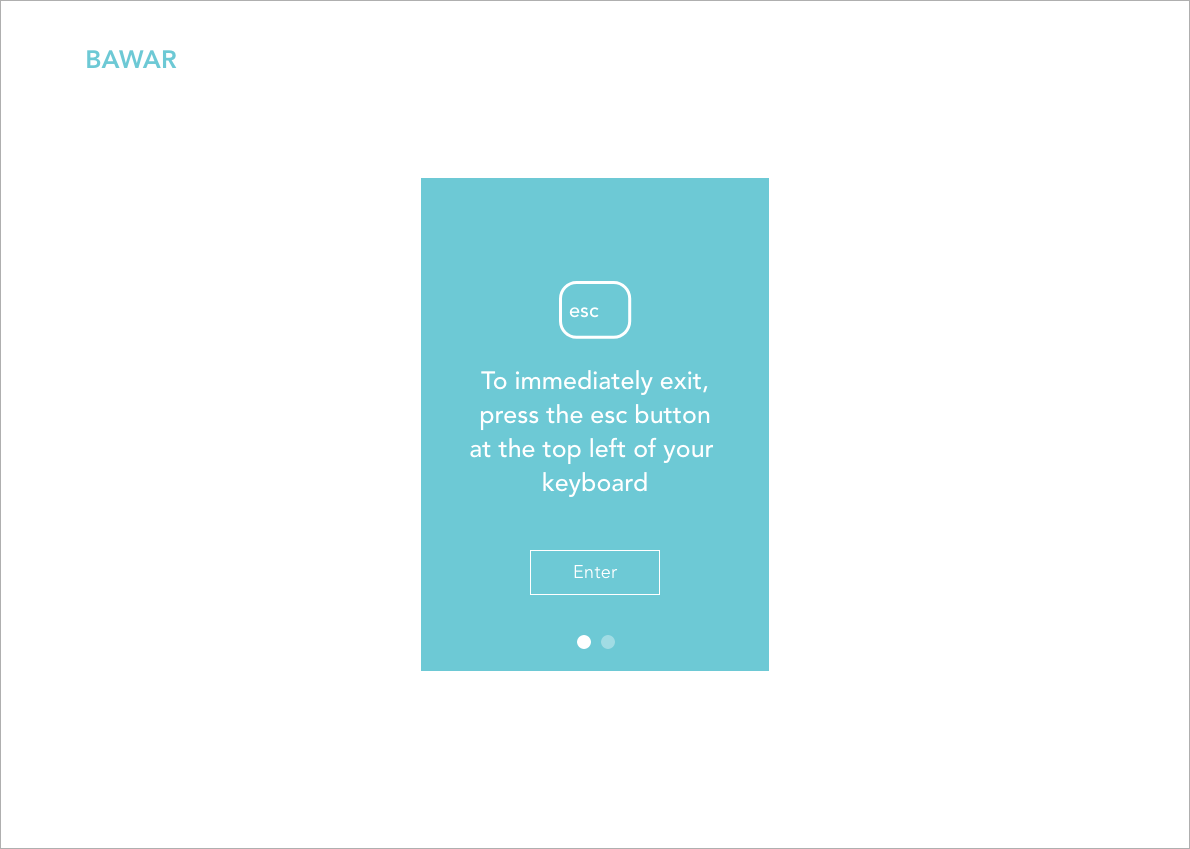 BAWAR
esc
To immediately exit,
press the esc button
at the top left of your
keyboard
Enter